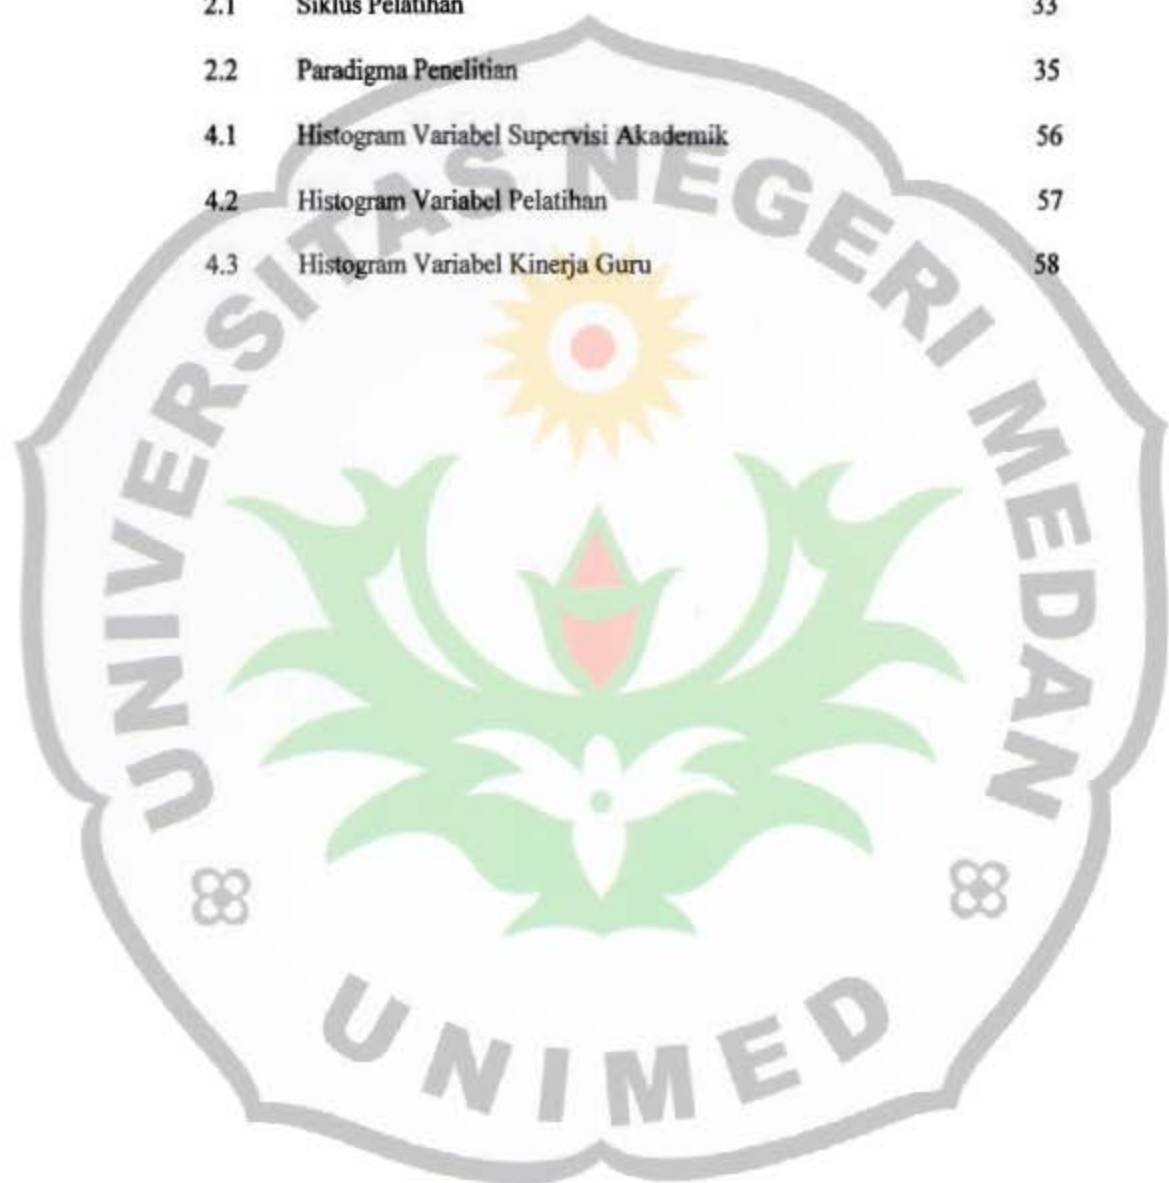 2.1 Siklus Pelatihan 33
2.2 Paradigma Penelitian 35
4.1 Histogram Variabel Supervisi Akademik 56
4.2 Histogram Variabel Pelatihan 57
4.3 Histogram Variabel Kinerja Guru 58
UNIVERSITAS NEGERI MEDAN
UNIMED